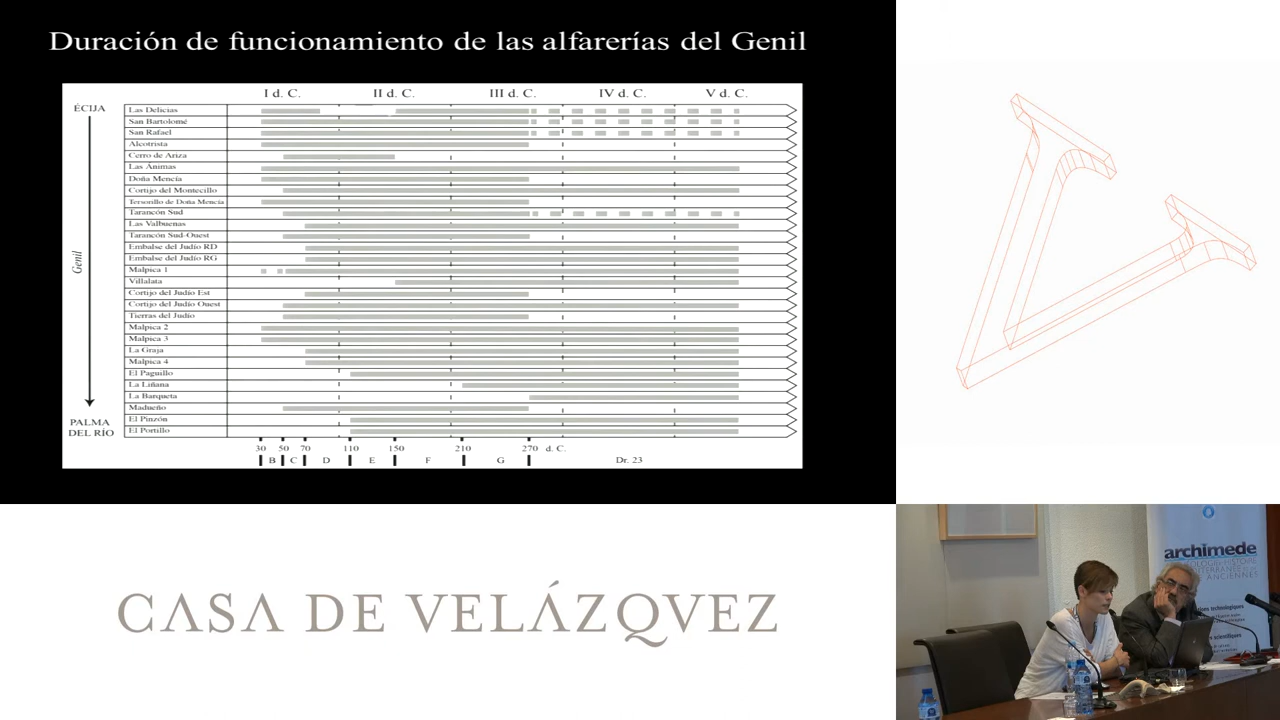 Duración de funcionamiento de las alfarerías del Genil
I d. C. II d. C. III d. C. IV d. C. V d. C.
ÉCIJA
Las Delicias
San Bartolomé
San Rafael
Alcotrista
Cerro de Ariza
Las Ánimas
Doña Mencía
Cortijo del Montecillo
Tersorillo de Doña Mencía
Tarancón Sud
Las Valbuenas
Tarancón Sud-Ouest
Embalse del Judío RD
Embalse del Judío RG
Malpica 1
Villalata
Cortijo del Judío Est
Cortijo del Judío Ouest
Tierras del Judío
Malpica 2
Malpica 3
La Graja
Malpica 4
El Paguillo
La Liñana
La Barqueta
Madueño
El Pinzón
El Portillo
Genil
PALMA
DEL RÍO
30 50 70 110 150 210 270 d. C.
B C D E F G Dr. 23
CASA DE VELÁZQVEZ
archimede
ANCIENNES